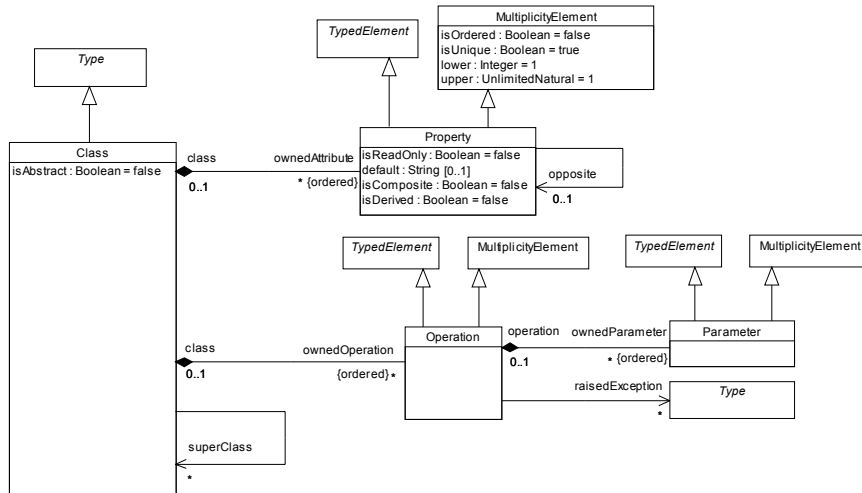 MultiplicityElement
isOrdered : Boolean = false
isUnique : Boolean = true
lower : Integer = 1
upper : UnlimitedNatural = 1
TypedElement
Type
Class
isAbstract : Boolean = false
class
0..1
ownedAttribute
* {ordered}
Property
isReadOnly : Boolean = false
default : String [0..1]
isComposite : Boolean = false
isDerived : Boolean = false
opposite
0..1
TypedElement
MultiplicityElement
TypedElement
MultiplicityElement
class
0..1
ownedOperation
{ordered} *
Operation
operation
0..1
ownedParameter
* {ordered}
Parameter
raisedException
*
Type
superClass
*